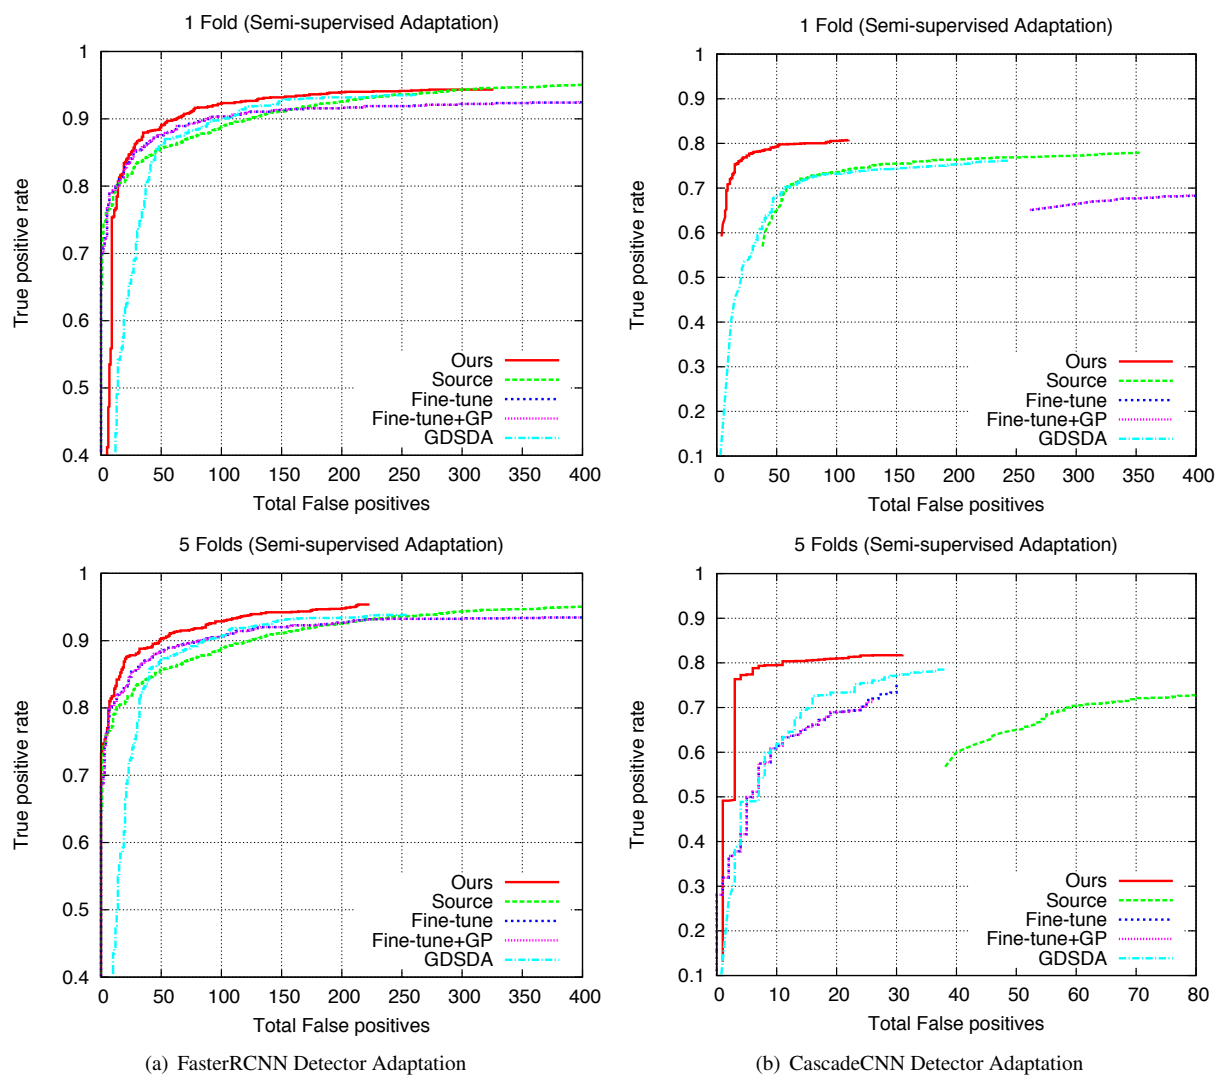 1 Fold (Semi-supervised Adaptation)
1
0.9
0.8
0.7
0.6
0.5
0.4
True positive rate
0 50 100 150 200 250 300 350 400
Total False positives
Ours
Source
Fine-tune
Fine-tune+GP
GDSDA
1 Fold (Semi-supervised Adaptation)
1
0.9
0.8
0.7
0.6
0.5
0.4
0.3
0.2
0.1
True positive rate
0 50 100 150 200 250 300 350 400
Total False positives
Ours
Source
Fine-tune
Fine-tune+GP
GDSDA
5 Folds (Semi-supervised Adaptation)
1
0.9
0.8
0.7
0.6
0.5
0.4
True positive rate
0 50 100 150 200 250 300 350 400
Total False positives
Ours
Source
Fine-tune
Fine-tune+GP
GDSDA
(a) FasterRCNN Detector Adaptation
5 Folds (Semi-supervised Adaptation)
1
0.9
0.8
0.7
0.6
0.5
0.4
0.3
0.2
0.1
True positive rate
0 10 20 30 40 50 60 70 80
Total False positives
Ours
Source
Fine-tune
Fine-tune+GP
GDSDA
(b) CascadeCNN Detector Adaptation